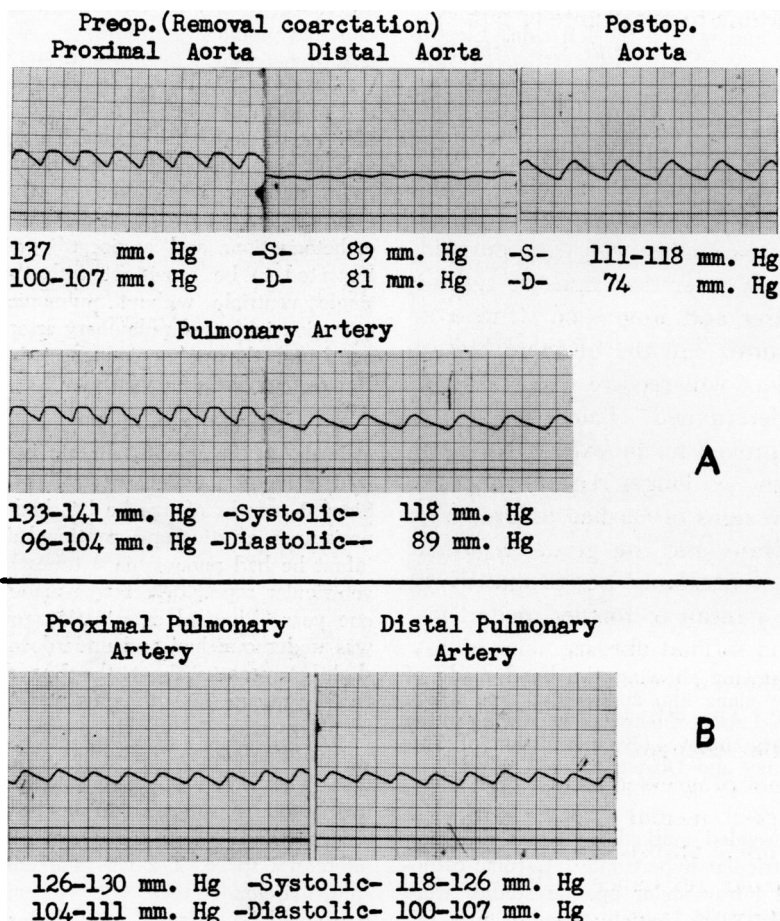 Preop.(Removal coarctation) Postop.
Proximal Aorta Distal Aorta Aorta
137 mm. Hg -S- 89 mm. Hg -S- 111-118 mm. Hg
100-107 mm. Hg -D- 81 mm. Hg -D- 74 mm. Hg
Pulmonary Artery
A
133-141 mm. Hg -Systolic-- 118 mm. Hg
96-104 mm. Hg -Diastolic-- 89 mm. Hg
Proximal Pulmonary Distal Pulmonary
Artery Artery
B
126-130 mm. Hg -Systolic- 118-126 mm. Hg
104-111 mm. Hg -Diastolic- 100-107 mm. Hg